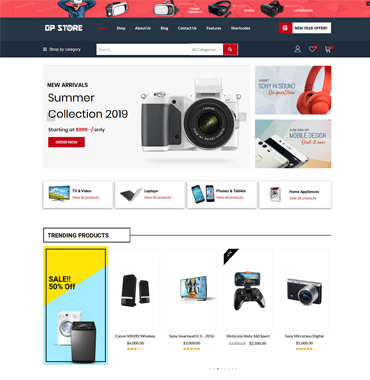 OP STORE
Home Shop About Us Blog Contact Us Features Shortcodes
NEW YEAR OFFER!
Shop by category
Search...
All Categories
NEW ARRIVALS
Summer
Collection 2019
Starting at $999 -/ only
ORDER NOW
SONY HI SOUND
MOBILE DESIGN
TV & Video
View all products
Laptops
View all products
Phones & Tablets
View all products
Home Appliances
View all products
TRENDING PRODUCTS
SALE!!
50% Off
Canon MK492 Wireless
$4,000.00
Sony Smartwatch 3 - 2016
$4,000.00
Motorola Moto 360 Sport
$3,000.00 $2,500.00
Sony Mirrorless Digital
$5,000.00